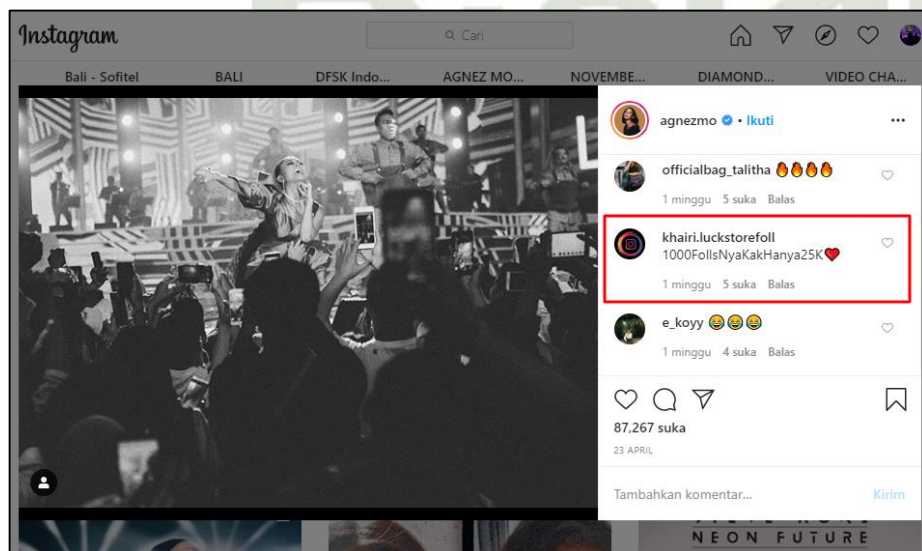 Instagram
Cari
Bali - Sofitel BALI DFSK Indo... AGNEZ MO... NOVEMBE... DIAMOND... VIDEO CHA...
agnezmo • Ikuti
officialbag_talitha 🔥🔥🔥🔥
1 minggu 5 suka Balas
khairi.luckstorefoll
1000FollsNyaKakHanya25K❤
1 minggu 5 suka Balas
e_koyy 😂😂😂
1 minggu 4 suka Balas
87,267 suka
23 APRIL
Tambahkan komentar... Kirim
NEON FUTURE